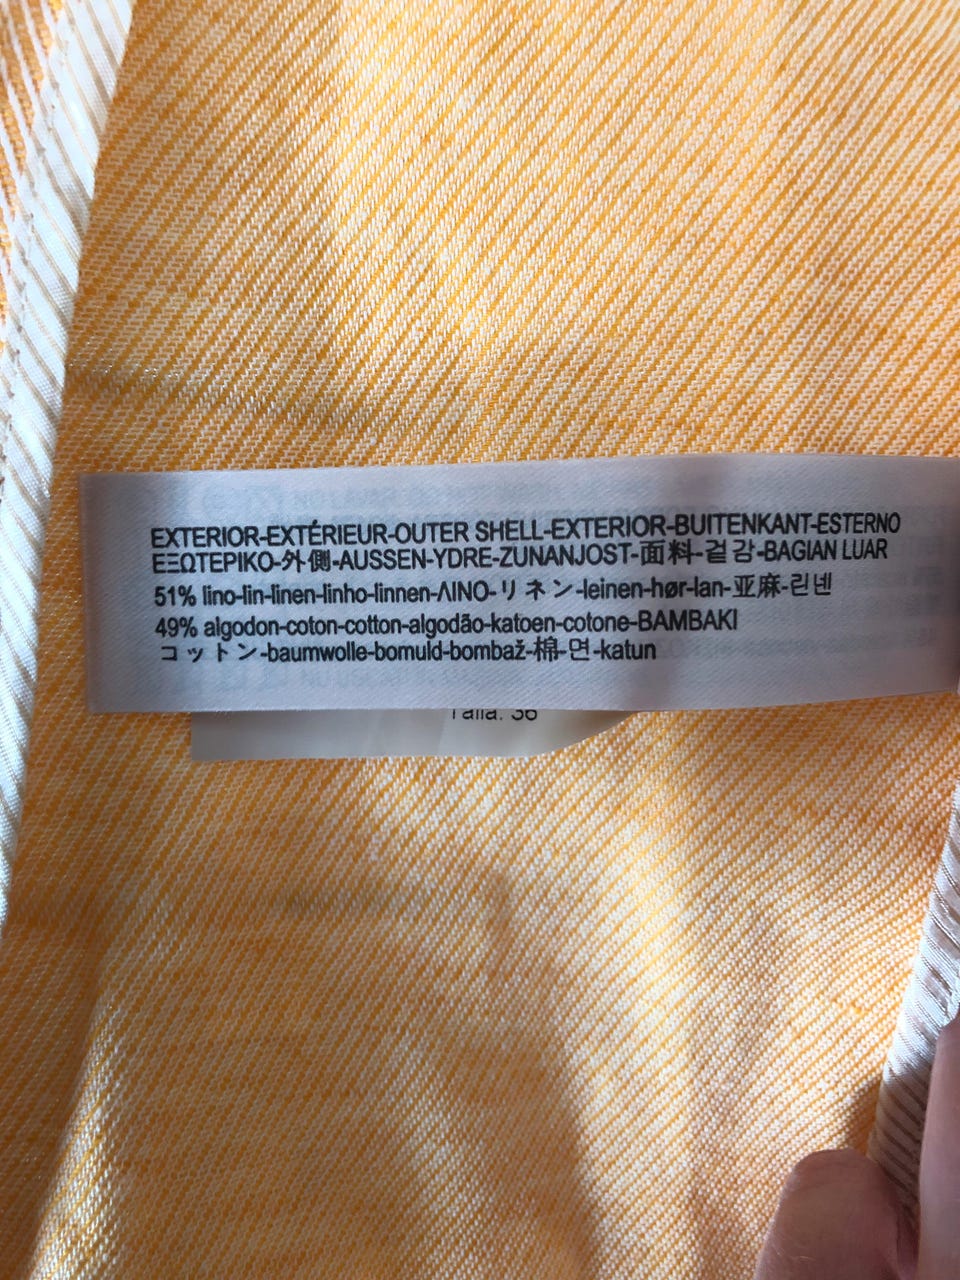 EXTERIOR-EXTÉRIEUR-OUTER SHELL-EXTERIOR-BUITENKANT-ESTERNO
ΕΞΩΤΕΡΙΚΟ-外側-AUSSEN-YDRE-ZUNANJOST-面料-겉감-BAGIAN LUAR
51% lino-lin-linen-linho-linnen-ΛΙΝΟ-リネン-leinen-hør-lan-亚麻-린넨
49% algodon-coton-cotton-algodão-katoen-cotone-BAMBAKI
コットン-baumwolle-bomuld-bombaž-棉-면-katun
Talla: 36